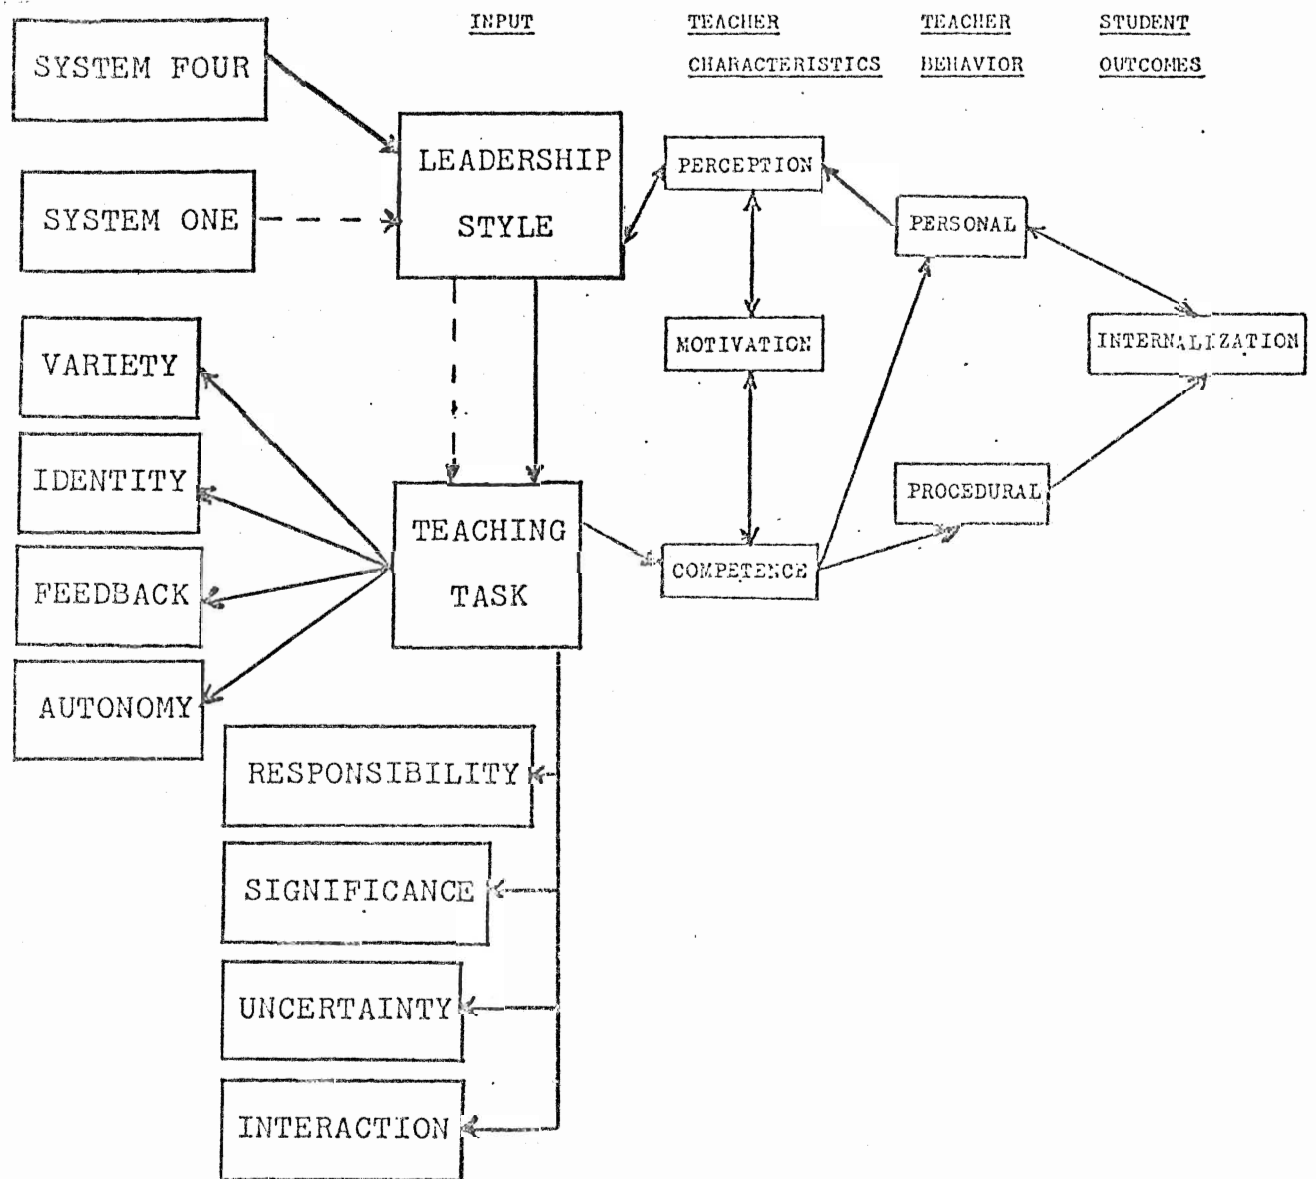 INPUT
TEACHER
CHARACTERISTICS
TEACHER
BEHAVIOR
STUDENT
OUTCOMES
SYSTEM FOUR
SYSTEM ONE
LEADERSHIP
STYLE
PERCEPTION
PERSONAL
MOTIVATION
INTERNALIZATION
VARIETY
IDENTITY
FEEDBACK
AUTONOMY
TEACHING
TASK
COMPETENCE
PROCEDURAL
RESPONSIBILITY
SIGNIFICANCE
UNCERTAINTY
INTERACTION